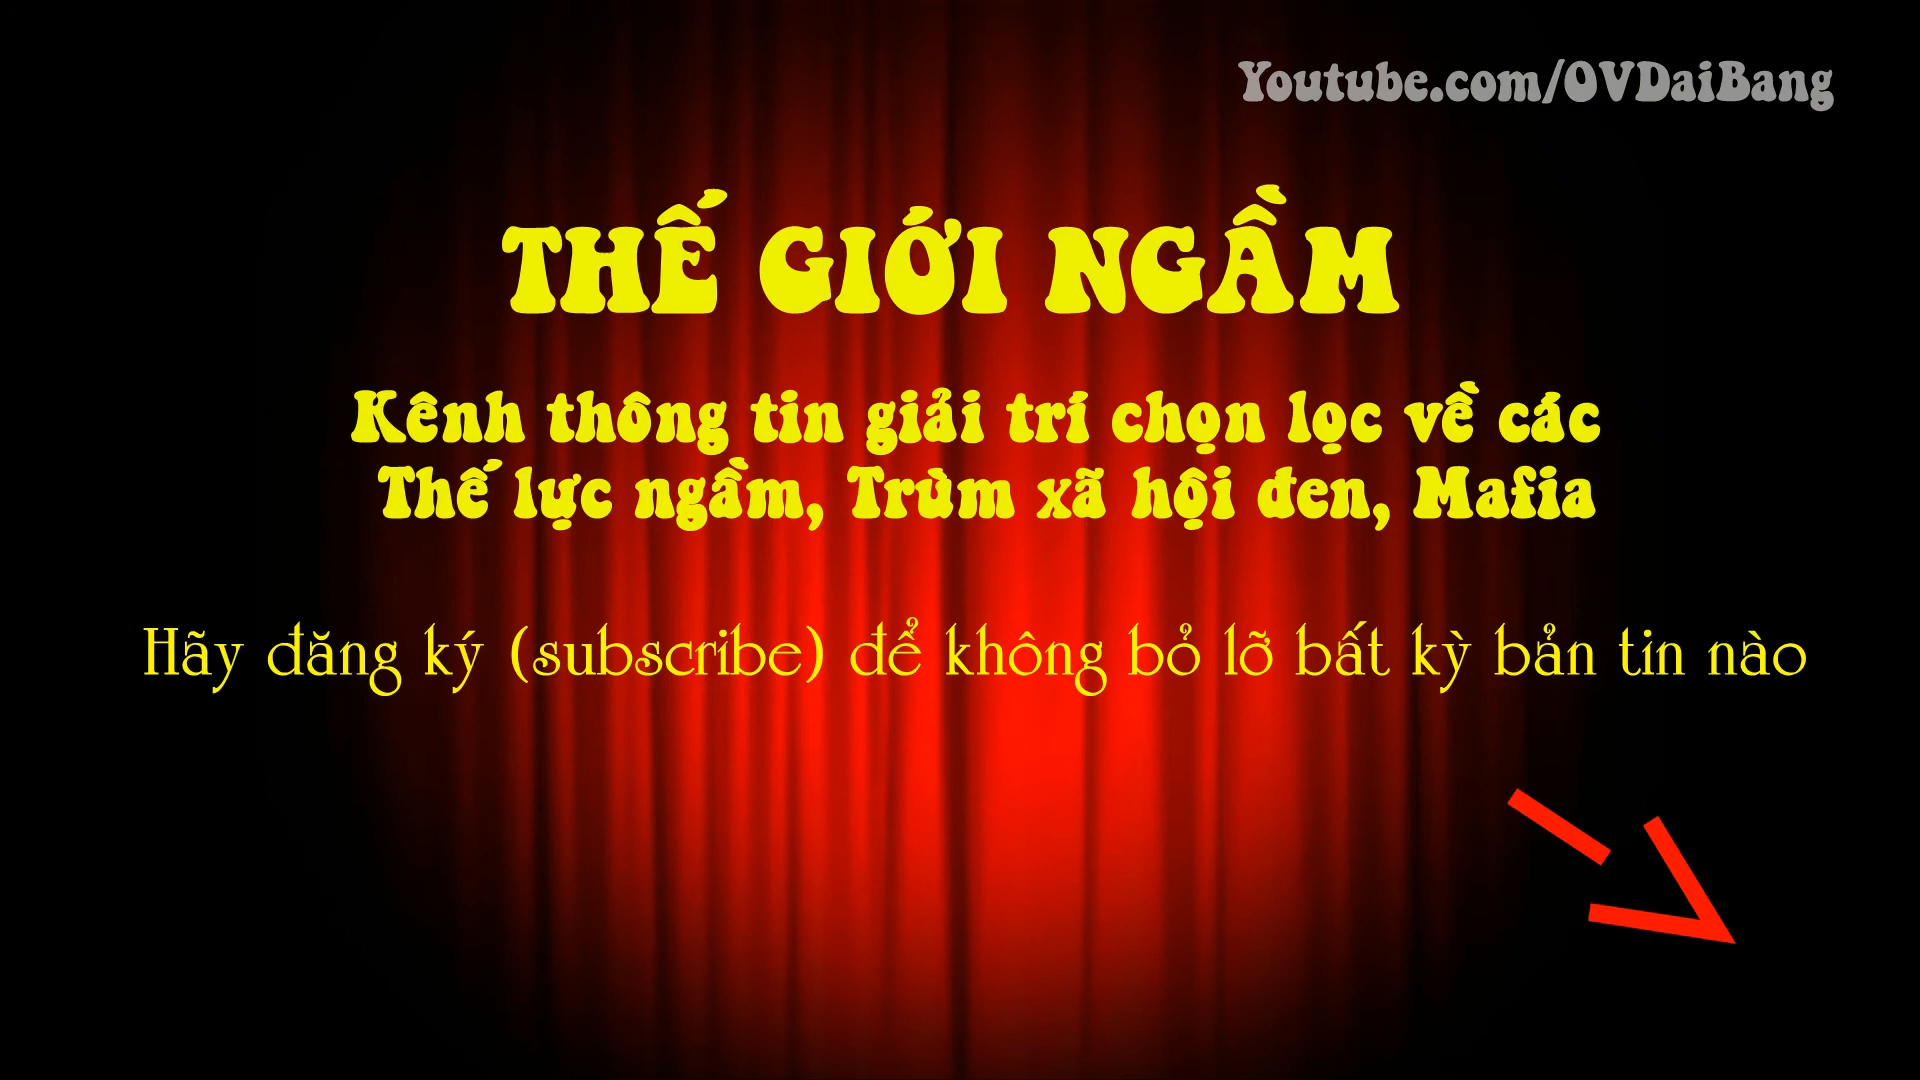 Youtube.com/OVDaiBang
THẾ GIỚI NGẦM
Kênh thông tin giải trí chọn lọc về các
Thế lực ngầm, Trùm xã hội đen, Mafia
Hãy đăng ký (subscribe) để không bỏ lỡ bất kỳ bản tin nào